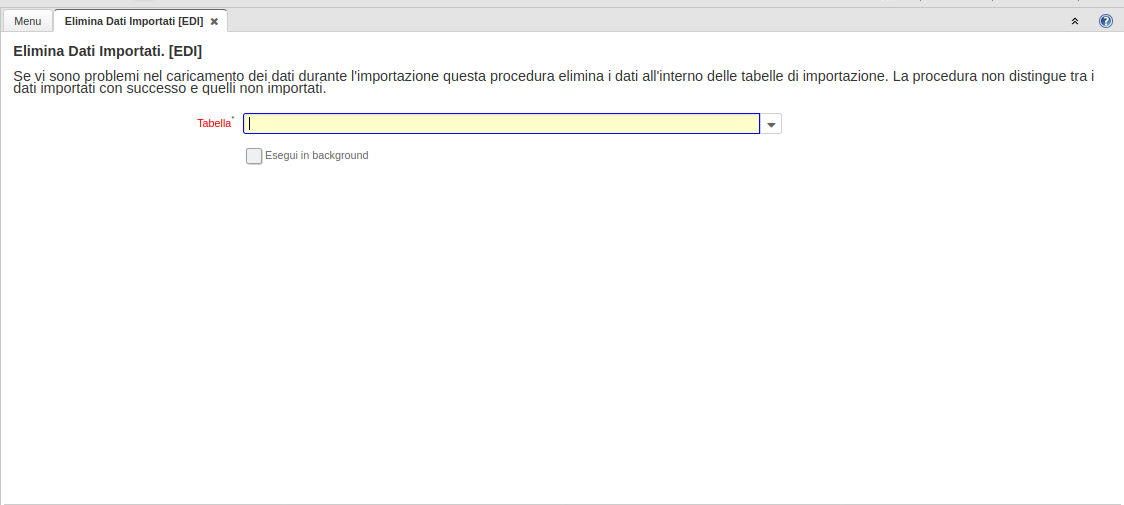 Menu
Elimina Dati Importati [EDI]
Elimina Dati Importati. [EDI]
Se vi sono problemi nel caricamento dei dati durante l'importazione questa procedura elimina i dati all'interno delle tabelle di importazione. La procedura non distingue tra i
dati importati con successo e quelli non importati.
Tabella*
Esegui in background